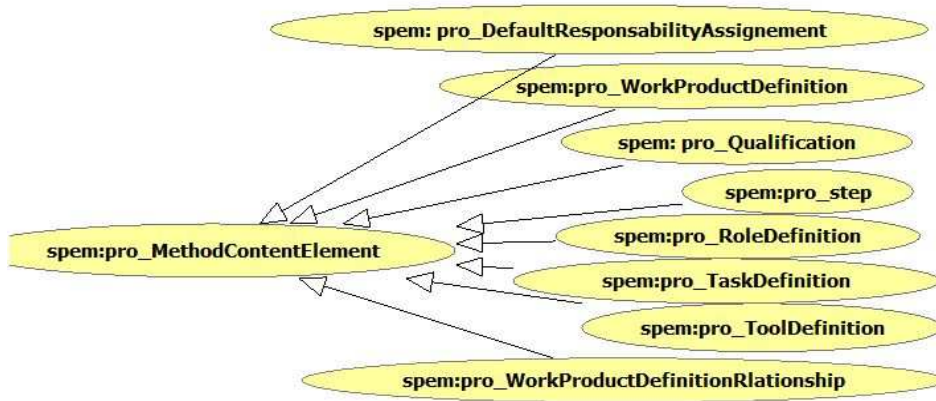 spem: pro_DefaultResponsabilityAssignement
spem:pro_WorkProductDefinition
spem: pro_Qualification
spem:pro_step
spem:pro_RoleDefinition
spem:pro_MethodContentElement
spem:pro_TaskDefinition
spem:pro_ToolDefinition
spem:pro_WorkProductDefinitionRlationship